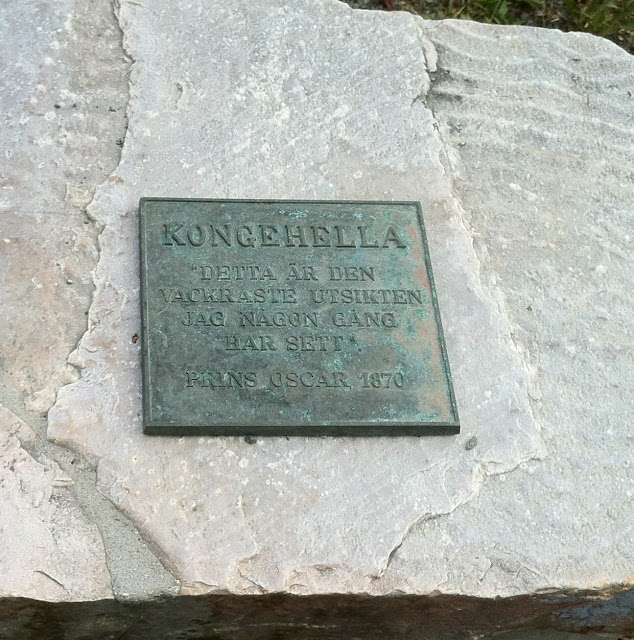 KONGEHELLA
"DETTA ÄR DEN
VACKRASTE UTSIKTEN
JAG NÅGON GÅNG
HAR SETT".
PRINS OSCAR 1870